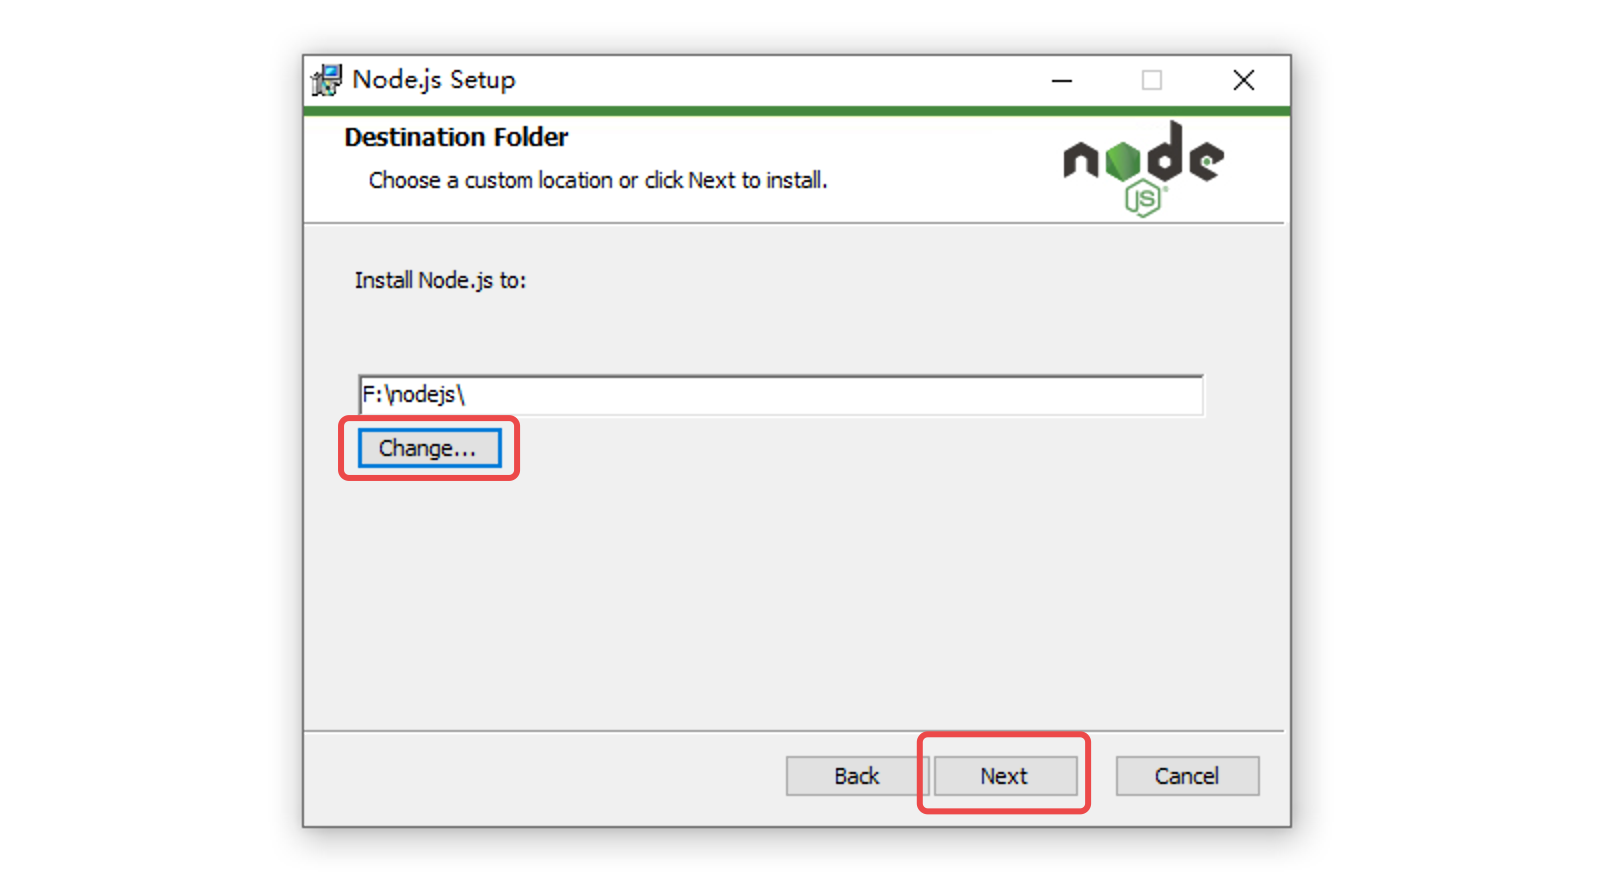 Node.js Setup
Destination Folder
Choose a custom location or click Next to install.
node
JS
Install Node.js to:
F:\nodejs\
Change...
Back
Next
Cancel